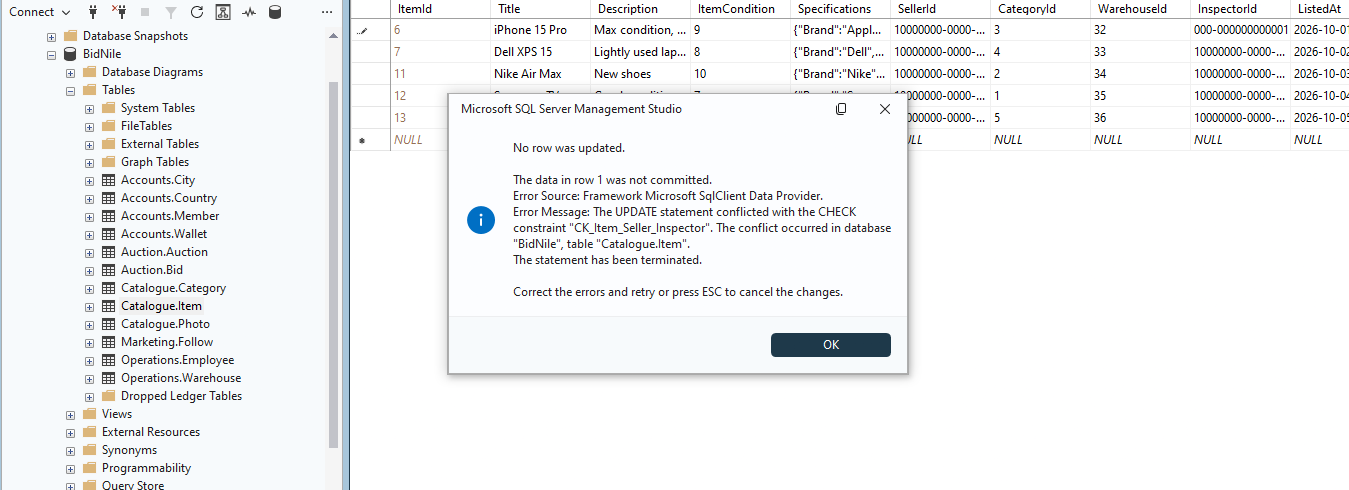 Connect
Database Snapshots
BidNile
Database Diagrams
Tables
System Tables
FileTables
External Tables
Graph Tables
Accounts.City
Accounts.Country
Accounts.Member
Accounts.Wallet
Auction.Auction
Auction.Bid
Catalogue.Category
Catalogue.Item
Catalogue.Photo
Marketing.Follow
Operations.Employee
Operations.Warehouse
Dropped Ledger Tables
Views
External Resources
Synonyms
Programmability
Query Store
ItemId Title Description ItemCondition Specifications SellerId CateqoryId WarehouseId InspectorId ListedAt
6 iPhone 15 Pro Max condition, ... 9 {"Brand":"Appl... 10000000-0000-... 3 32 000-000000000001 2026-10-01
7 Dell XPS 15 Lightly used lap... 8 {"Brand":"Dell",... 10000000-0000-... 4 33 10000000-0000-... 2026-10-02
11 Nike Air Max New shoes 10 {"Brand":"Nike"... 10000000-0000-... 2 34 10000000-0000-... 2026-10-03
12 1 35 10000000-0000-... 2026-10-04
13 0000000-0000-... 5 36 10000000-0000-... 2026-10-05
NULL NULL NULL NULL NULL
Microsoft SQL Server Management Studio
No row was updated.
The data in row 1 was not committed.
Error Source: Framework Microsoft SqlClient Data Provider.
Error Message: The UPDATE statement conflicted with the CHECK
constraint "CK_Item_Seller_Inspector". The conflict occurred in database
"BidNile", table "Catalogue.Item".
The statement has been terminated.
Correct the errors and retry or press ESC to cancel the changes.
OK